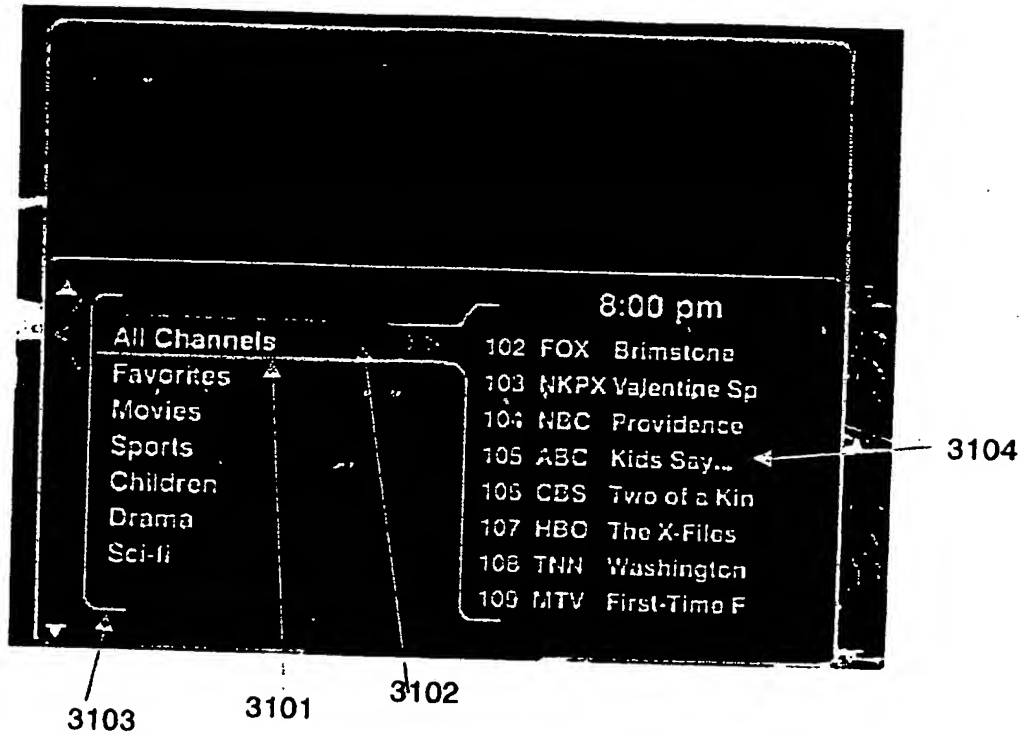 8:00 pm
All Channels
Favorites
Movies
Sports
Children
Drama
Sci-fi
102 FOX Brimstone
103 NKPX Valentine Sp
104 NBC Providence
105 ABC Kids Say...
106 CBS Two of a Kin
107 HBO The X-Files
108 TNN Washington
109 MTV First-Time F
3104
3103
3101
3102